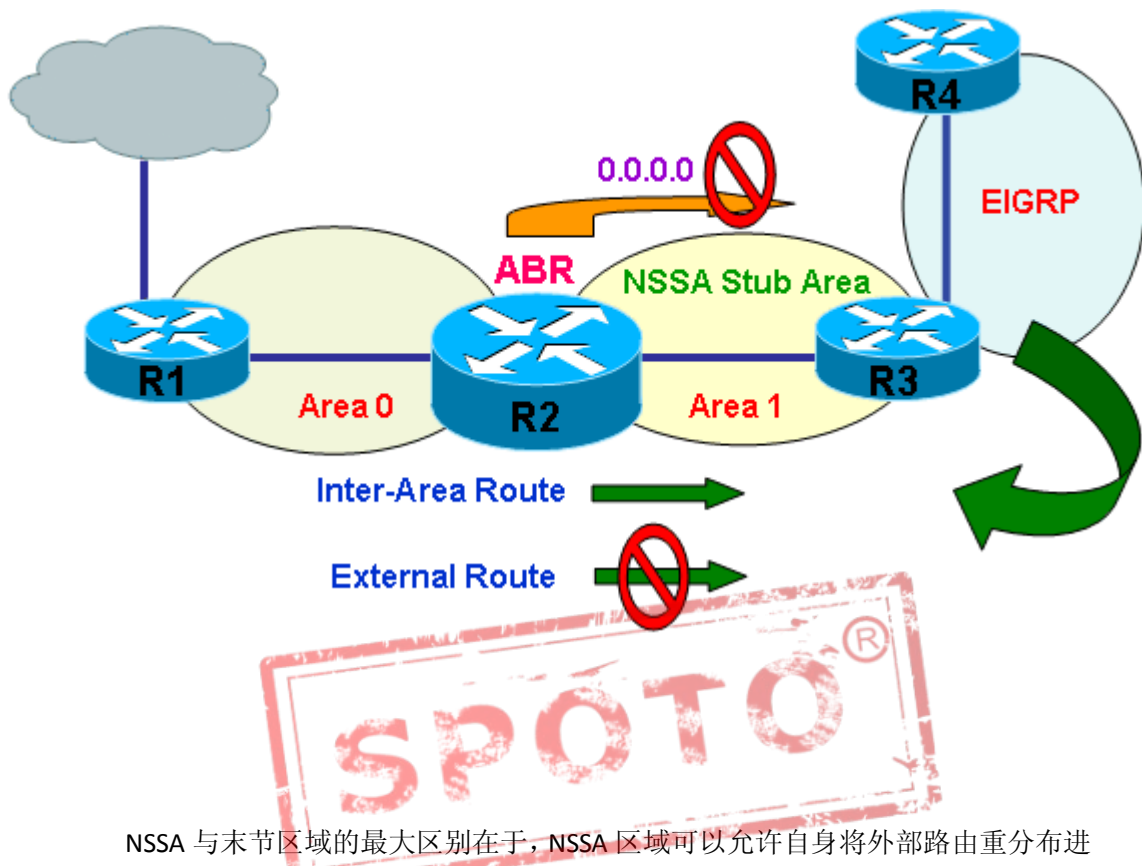 R4
0.0.0.0
EIGRP
ABR
NSSA Stub Area
R1
R2
R3
Area 0
Area 1
Inter-Area Route
External Route
SPOTO®
NSSA 与末节区域的最大区别在于，NSSA 区域可以允许自身将外部路由重分布进